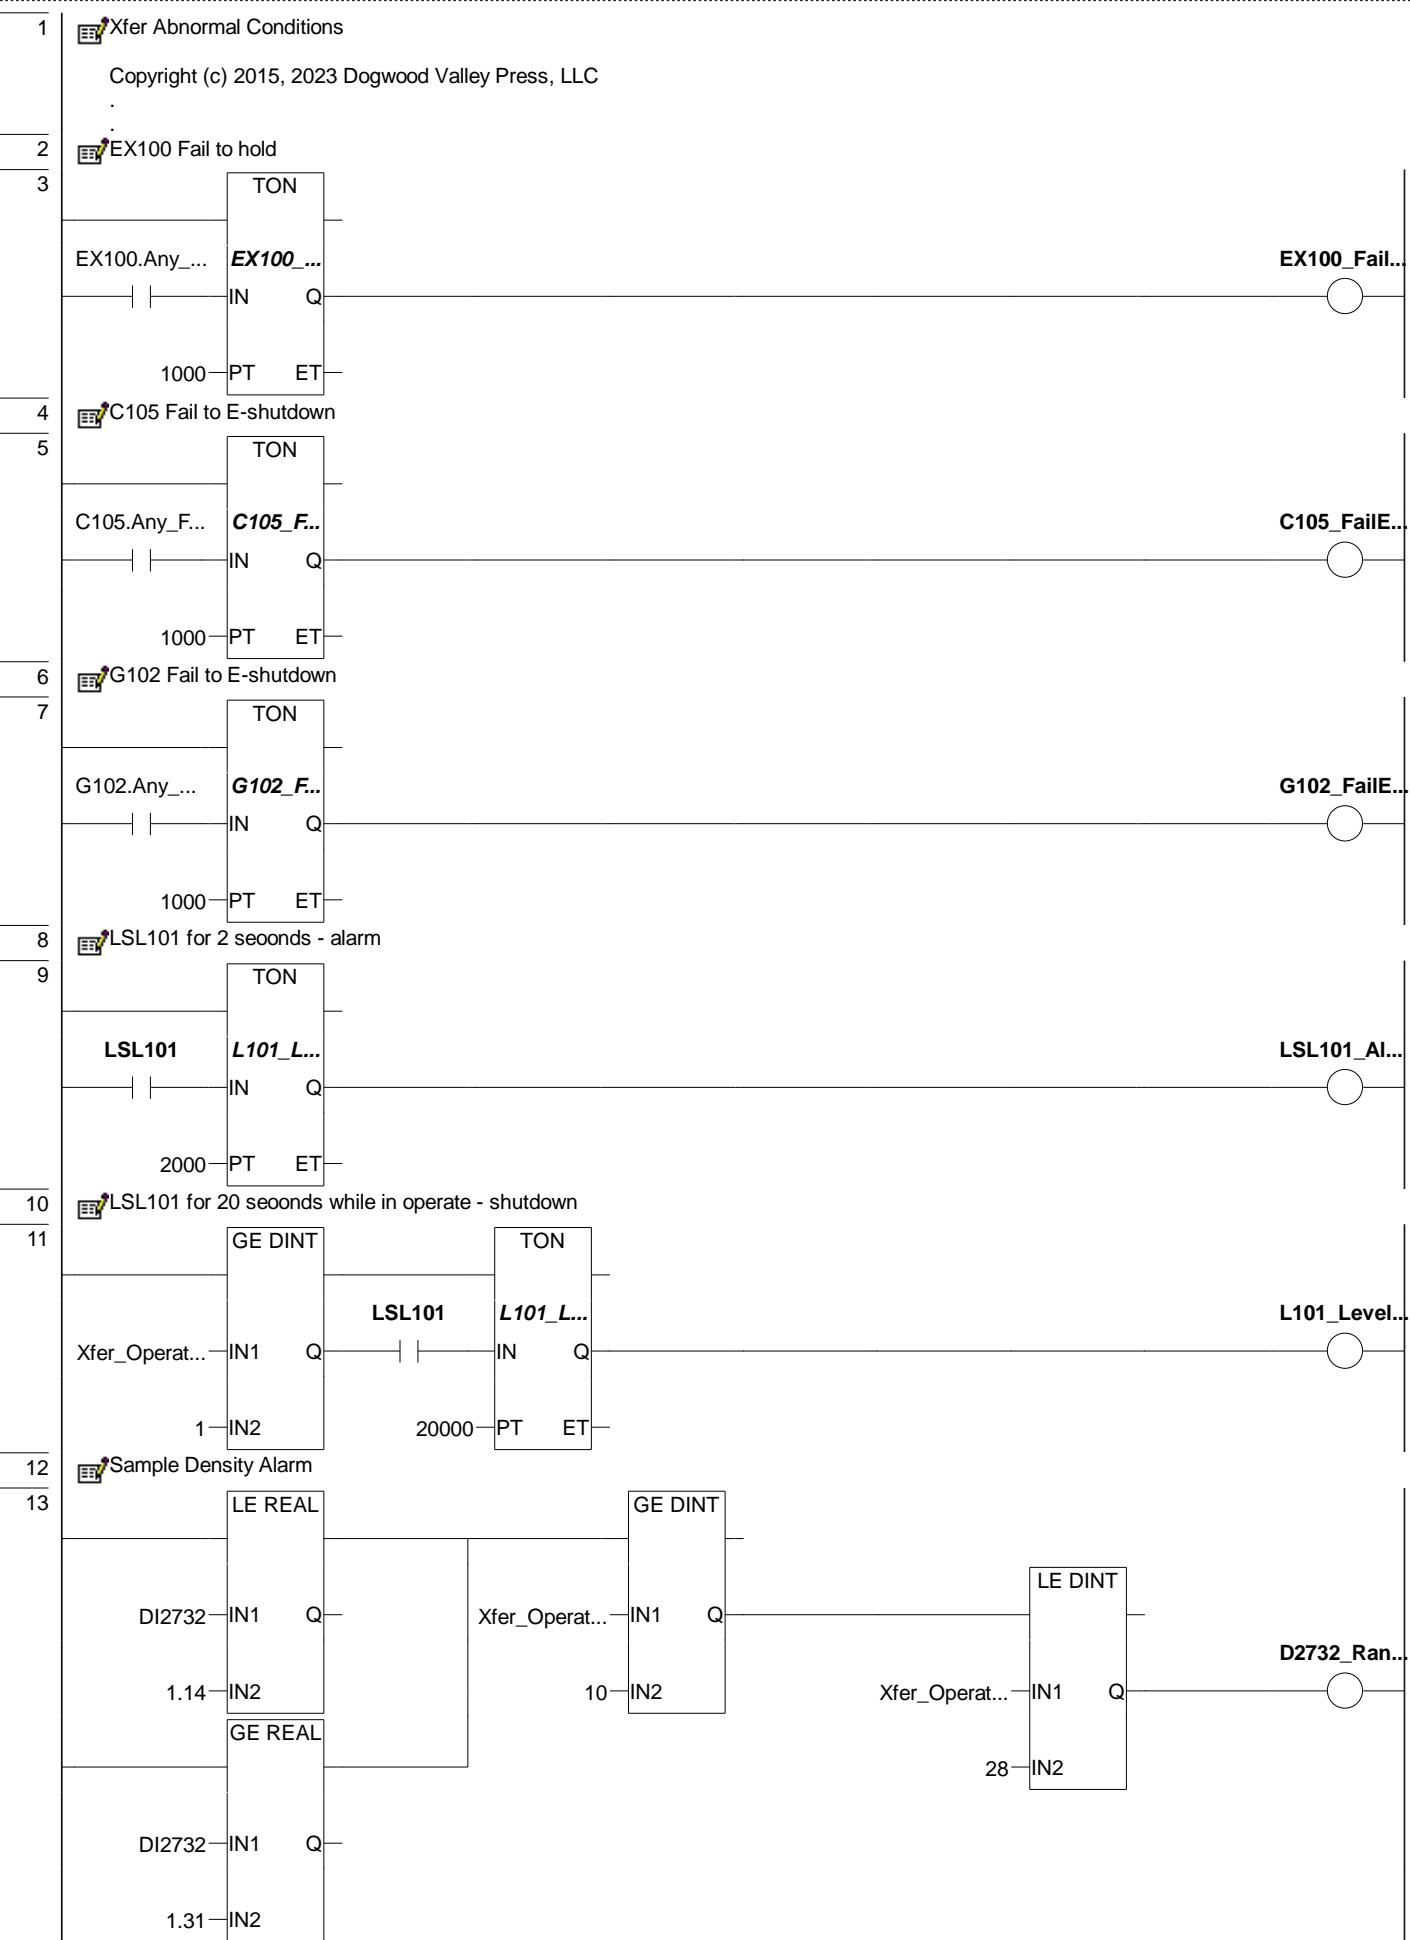 1 Xfer Abnormal Conditions
Copyright (c) 2015, 2023 Dogwood Valley Press, LLC
.
.
2 EX100 Fail to hold
3 TON
EX100.Any_... EX100_... EX100_Fail...
IN Q
1000 PT ET
4 C105 Fail to E-shutdown
5 TON
C105.Any_F... C105_F... C105_FailE...
IN Q
1000 PT ET
6 G102 Fail to E-shutdown
7 TON
G102.Any_... G102_F... G102_FailE...
IN Q
1000 PT ET
8 LSL101 for 2 seoonds - alarm
9 TON
LSL101 L101_L... LSL101_Al...
IN Q
2000 PT ET
10 LSL101 for 20 seoonds while in operate - shutdown
11 GE DINT TON
LSL101 L101_L... L101_Level...
Xfer_Operat... IN1 Q IN Q
1 IN2 20000 PT ET
12 Sample Density Alarm
13 LE REAL GE DINT
LE DINT
DI2732 IN1 Q Xfer_Operat... IN1 Q
D2732_Ran...
1.14 IN2 10 IN2 Xfer_Operat... IN1 Q
GE REAL
28 IN2
DI2732 IN1 Q
1.31 IN2